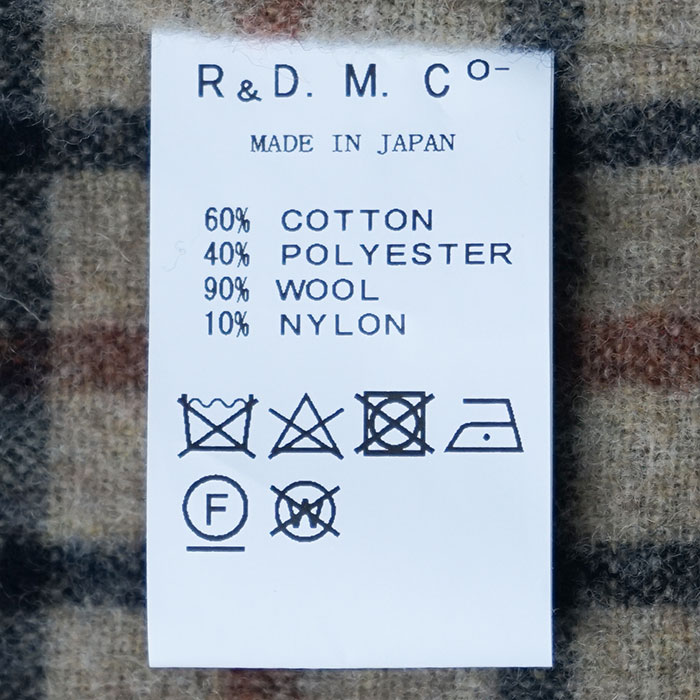 R&D. M. Co-
MADE IN JAPAN
60% COTTON
40% POLYESTER
90% WOOL
10% NYLON
F W